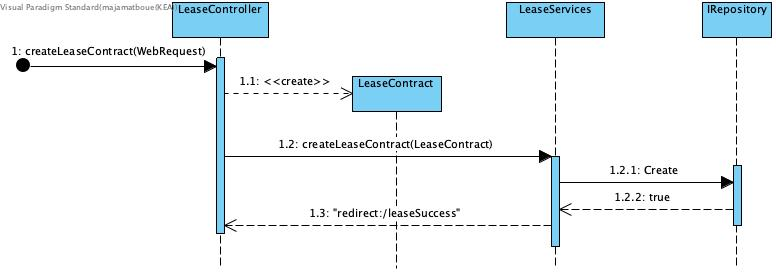 Visual Paradigm Standard(majamatboue(KEA))
LeaseController
LeaseServices
IRepository
1: createLeaseContract(WebRequest)
1.1: <<create>>
LeaseContract
1.2: createLeaseContract(LeaseContract)
1.2.1: Create
1.2.2: true
1.3: "redirect:/leaseSuccess"